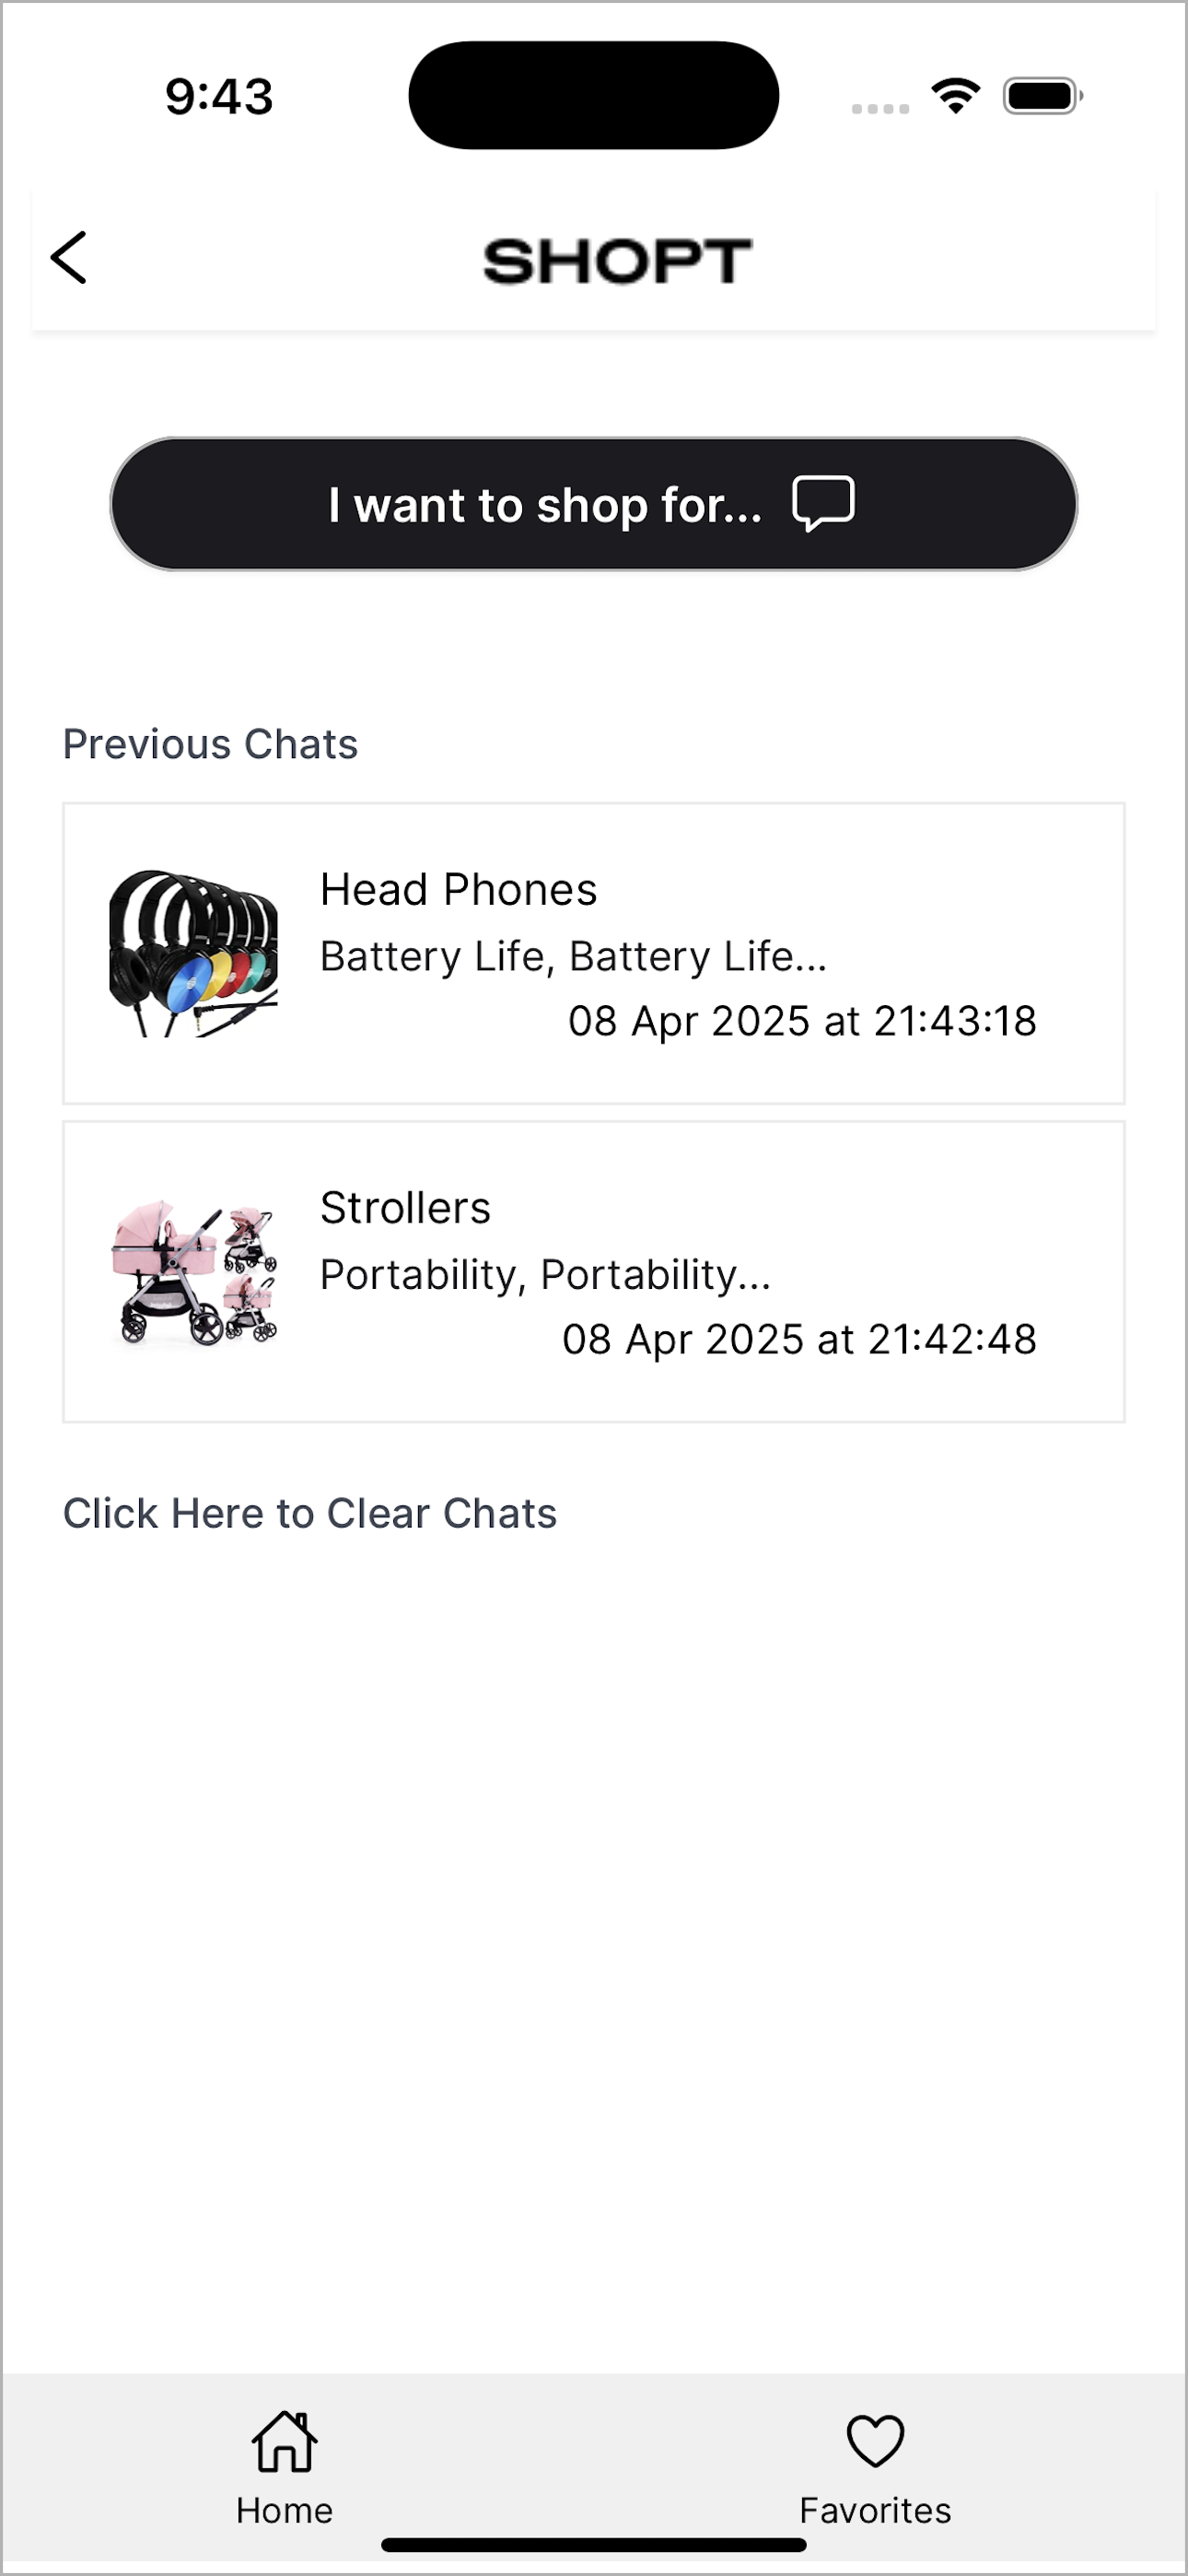 9:43
SHOPT
I want to shop for...
Previous Chats
Head Phones
Battery Life, Battery Life...
08 Apr 2025 at 21:43:18
Strollers
Portability, Portability...
08 Apr 2025 at 21:42:48
Click Here to Clear Chats
Home
Favorites